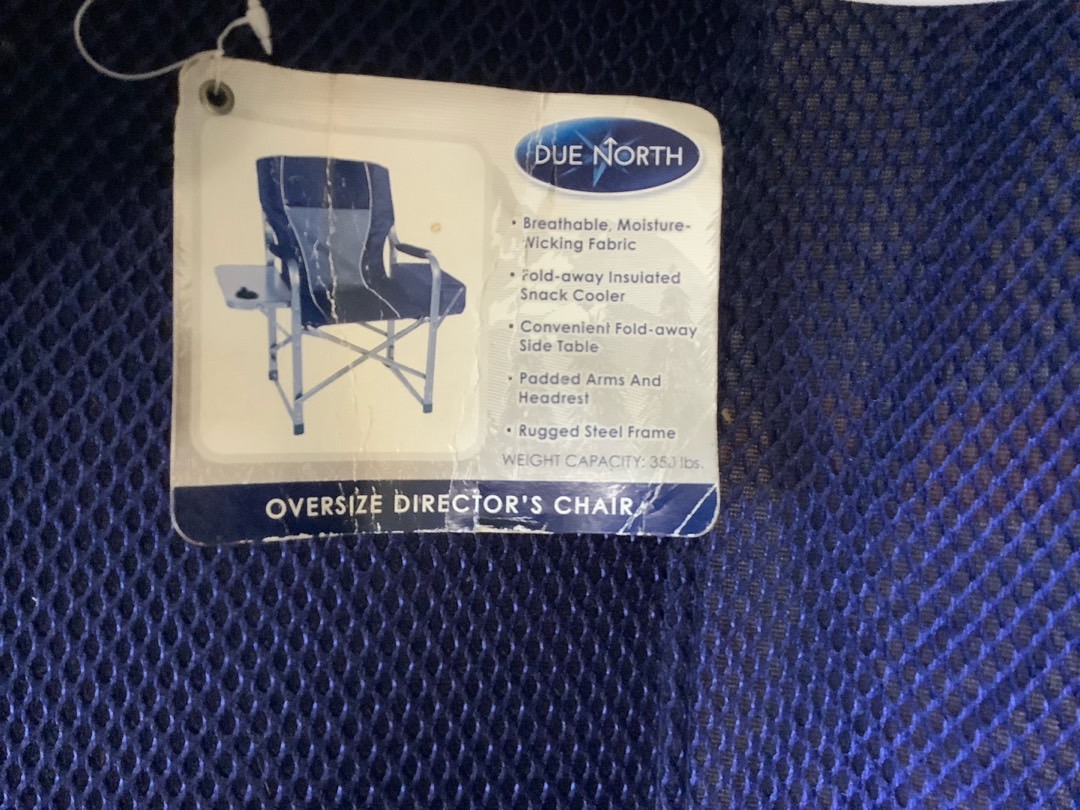 DUE NORTH
• Breathable, Moisture-
Wicking Fabric
• Fold-away Insulated
Snack Cooler
• Convenient Fold-away
Side Table
• Padded Arms And
Headrest
• Rugged Steel Frame
WEIGHT CAPACITY: 350 lbs.
OVERSIZE DIRECTOR'S CHAIR